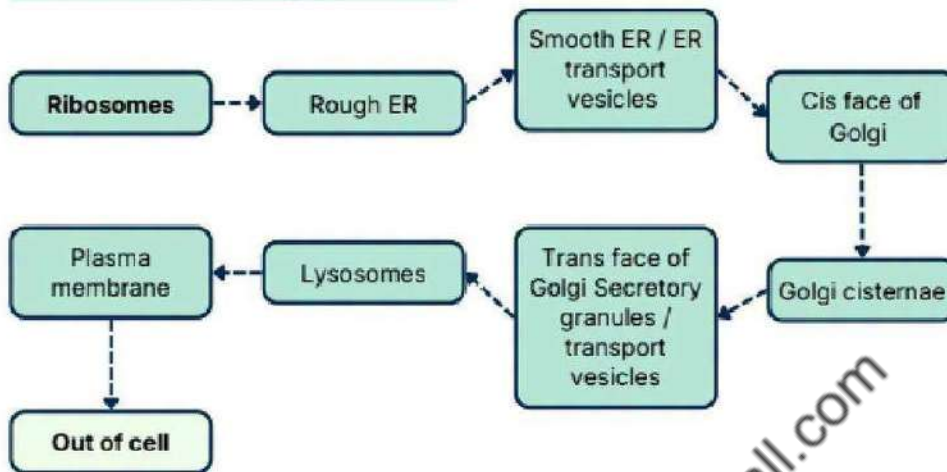 Ribosomes
Rough ER
Smooth ER / ER
transport
vesicles
Cis face of
Golgi
Golgi cisternae
Trans face of
Golgi Secretory
granules /
transport
vesicles
Lysosomes
Plasma
membrane
Out of cell